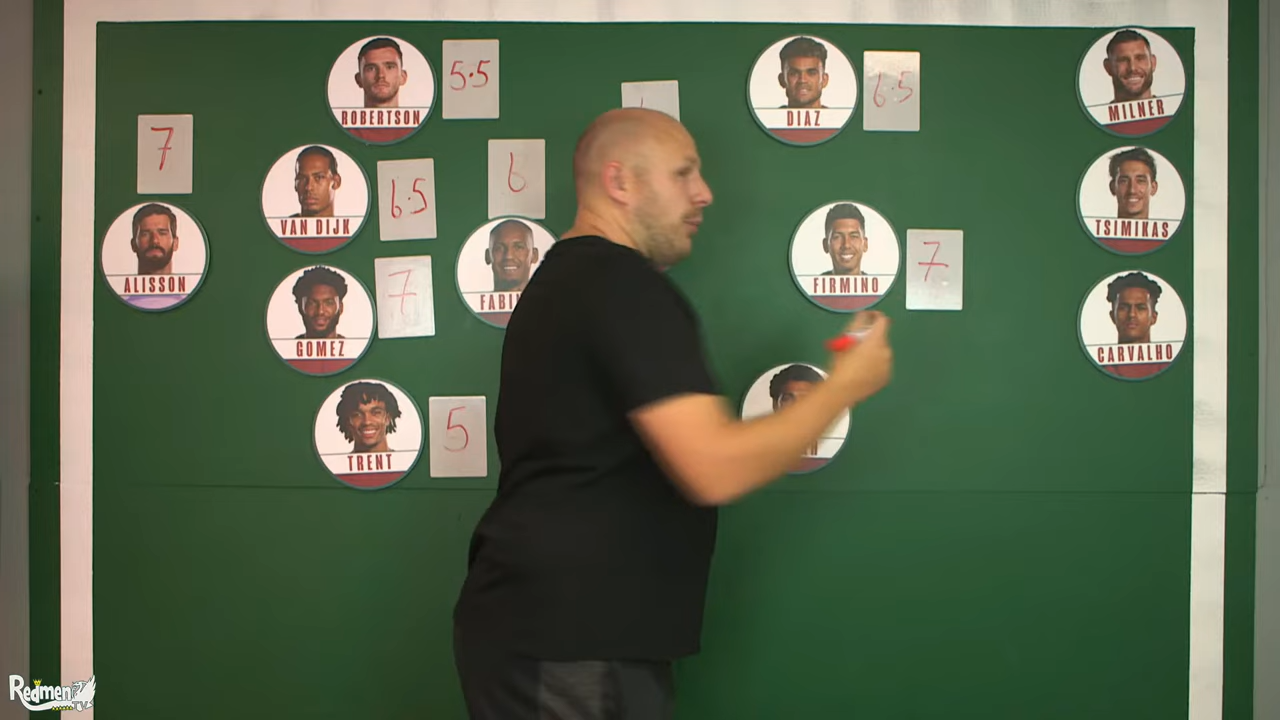 ROBERTSON
5.5
DIAZ
6.5
MILNER
7
VAN DIJK
6.5
6
TSIMIKAS
ALISSON
GOMEZ
7
FABI
FIRMINO
7
CARVALHO
TRENT
5
Redmen
TV